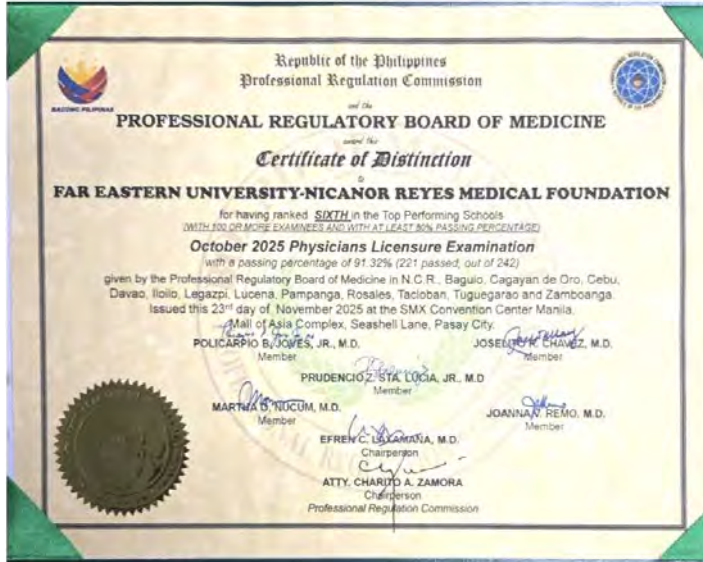 Republic of the Philippines
Professional Regulation Commission
and the
PROFESSIONAL REGULATORY BOARD OF MEDICINE
award this
Certificate of Distinction
to
FAR EASTERN UNIVERSITY-NICANOR REYES MEDICAL FOUNDATION
for having ranked SIXTH in the Top Performing Schools
(WITH 100 OR MORE EXAMINEES AND WITH AT LEAST 80% PASSING PERCENTAGE)
October 2025 Physicians Licensure Examination
with a passing percentage of 91.32% (221 passed, out of 242)
given by the Professional Regulatory Board of Medicine in N.C.R., Baguio, Cagayan de Oro, Cebu,
Davao, Iloilo, Legazpi, Lucena, Pampanga, Rosales, Tacloban, Tuguegarao and Zamboanga.
Issued this 23rd day of November 2025 at the SMX Convention Center Manila,
Mall of Asia Complex, Seashell Lane, Pasay City.
POLICARPIO B. JOVES, JR., M.D.
Member
JOSELITO R. CHAVEZ, M.D.
Member
PRUDENCIO Z. STA. LUCIA, JR., M.D
Member
MARTHA D. NUCUM, M.D.
Member
JOANNA V. REMO, M.D.
Member
EFREN C. LAXAMANA, M.D.
Chairperson
ATTY. CHARITO A. ZAMORA
Chairperson
Professional Regulation Commission
BAGONG PILIPINAS